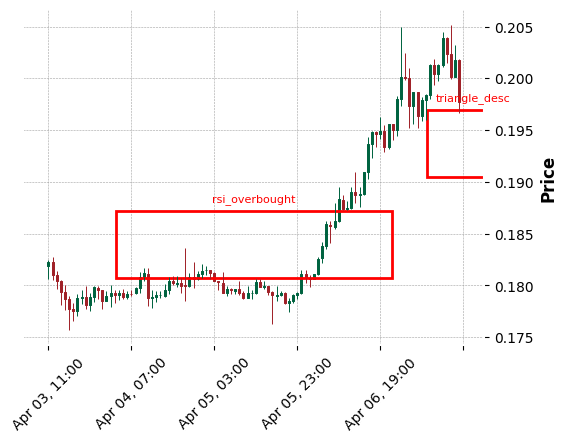 0.205
0.200
triangle_desc
0.195
0.190
Price
rsi_overbought
0.185
0.180
0.175
Apr 03, 11:00
Apr 04, 07:00
Apr 05, 03:00
Apr 05, 23:00
Apr 06, 19:00